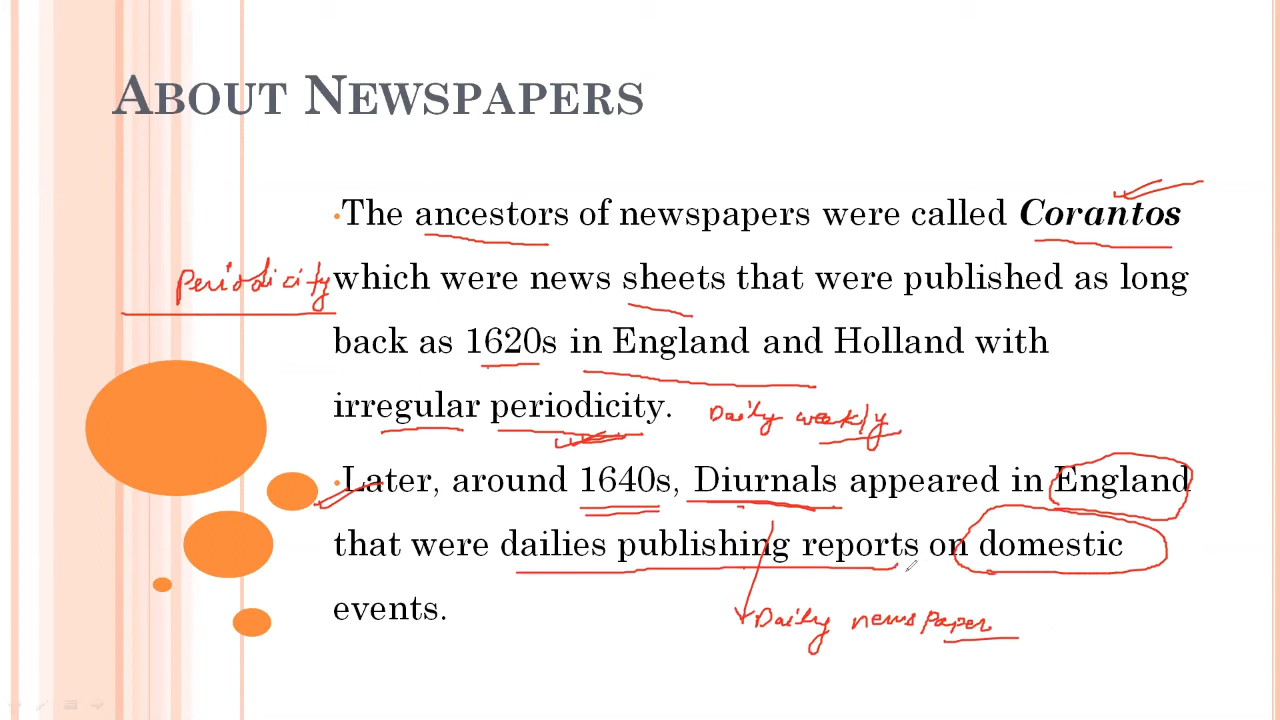 ABOUT NEWSPAPERS
•The ancestors of newspapers were called Corantos
Periodicity
which were news sheets that were published as long
back as 1620s in England and Holland with
irregular periodicity.
Daily weekly
•Later, around 1640s, Diurnals appeared in England
that were dailies publishing reports on domestic
events.
Daily newspaper